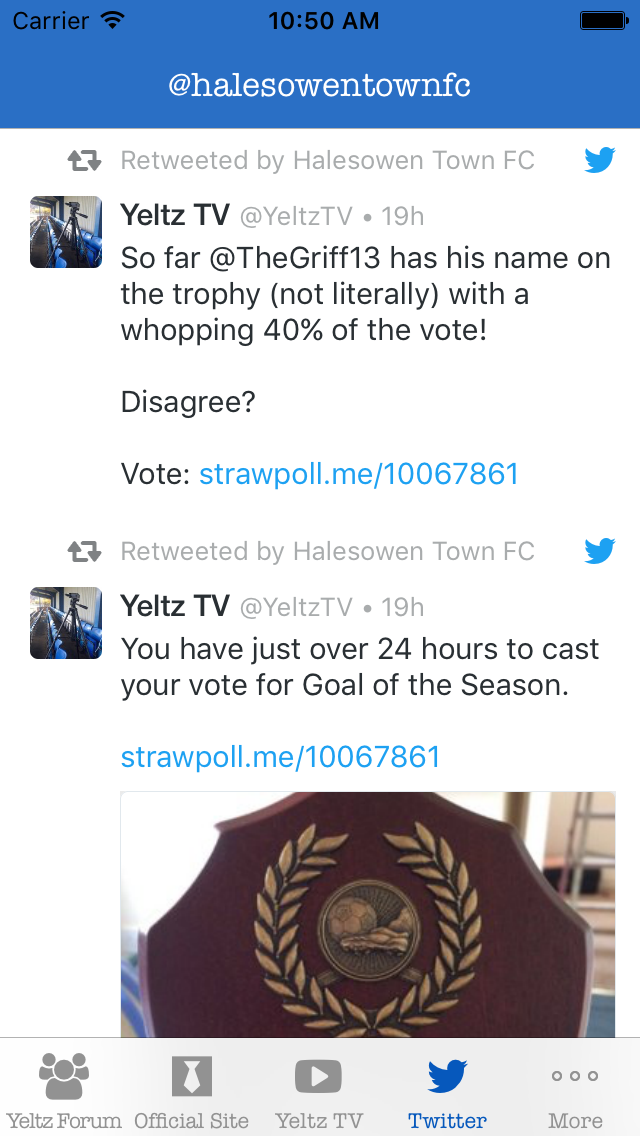 Carrier 10:50 AM
@halesowentownfc
Retweeted by Halesowen Town FC
Yeltz TV @YeltzTV • 19h
So far @TheGriff13 has his name on
the trophy (not literally) with a
whopping 40% of the vote!
Disagree?
Vote: strawpoll.me/10067861
Retweeted by Halesowen Town FC
Yeltz TV @YeltzTV • 19h
You have just over 24 hours to cast
your vote for Goal of the Season.
strawpoll.me/10067861
Yeltz Forum Official Site Yeltz TV Twitter More